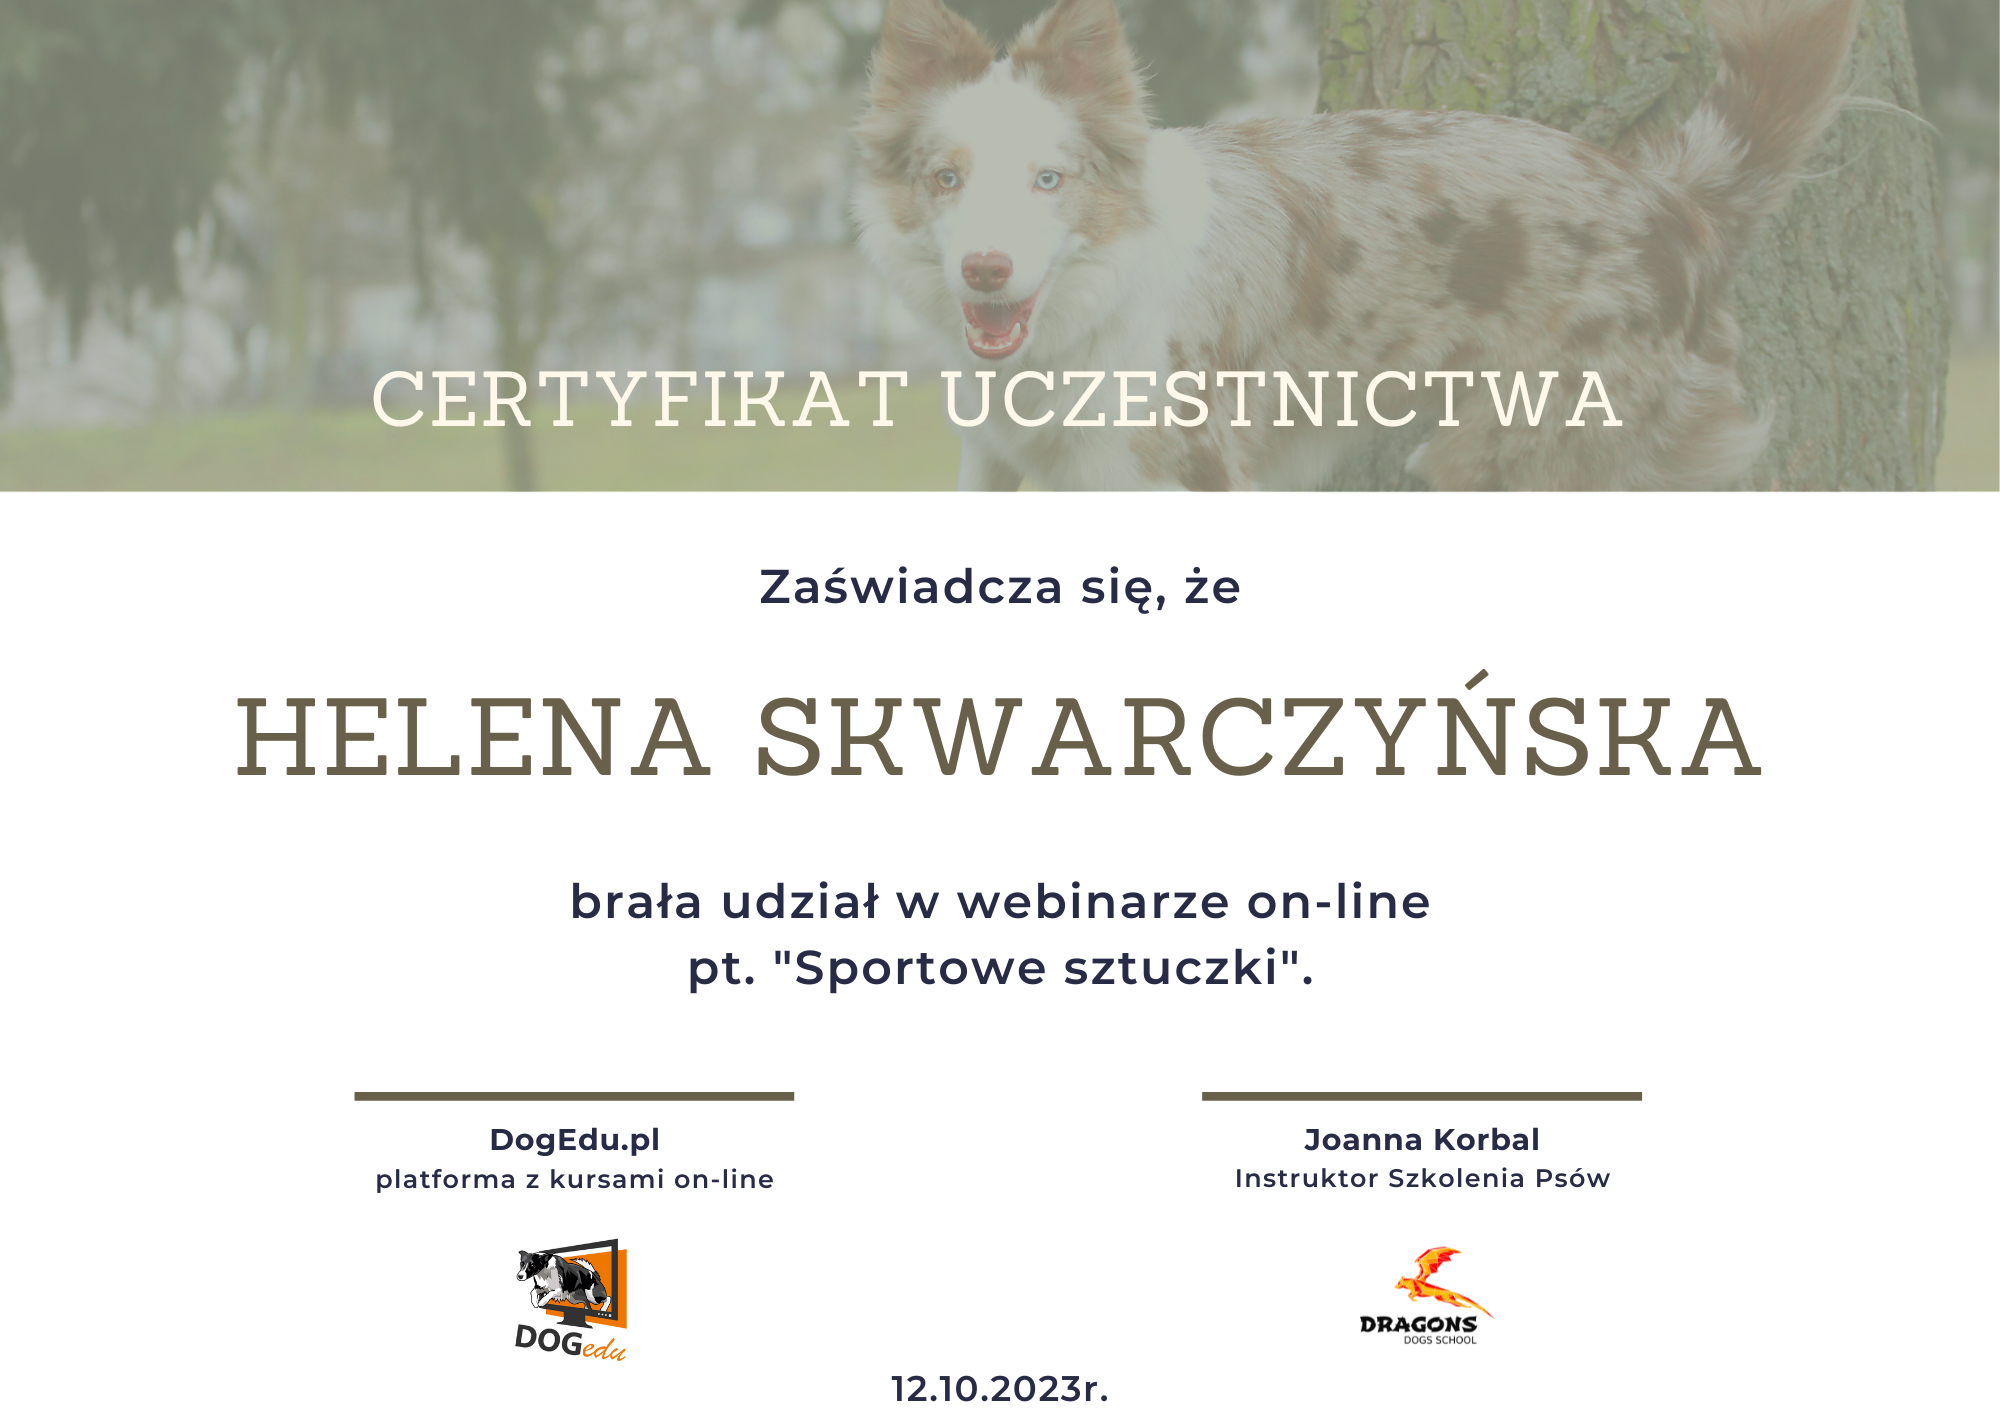 CERTYFIKAT UCZESTNICTWA
Zaświadcza się, że
HELENA SKWARCZYŃSKA
brała udział w webinarze on-line
pt. "Sportowe sztuczki".
DogEdu.pl
platforma z kursami on-line
DOGedu
Joanna Korbal
Instruktor Szkolenia Psów
DRAGONS
DOGS SCHOOL
12.10.2023r.